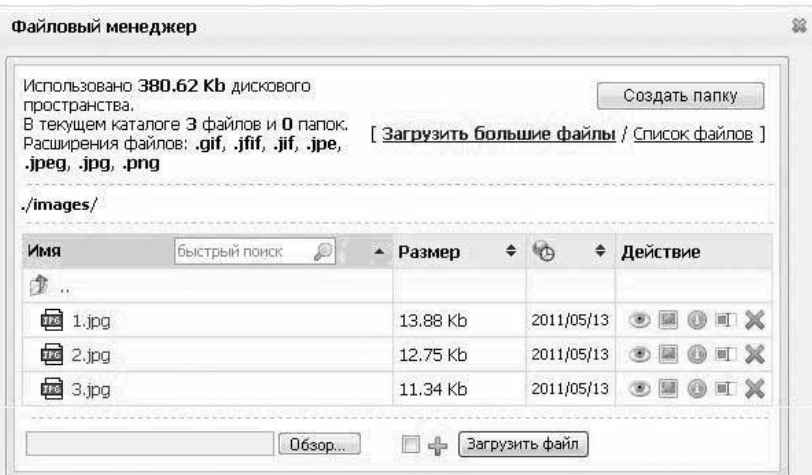 Файловый менеджер
Использовано 380.62 Kb дискового
пространства.
В текущем каталоге 3 файлов и 0 папок.
Расширения файлов: .gif, .jfif, .jif, .jpe,
.jpeg, .jpg, .png
Создать папку
[ Загрузить большие файлы / Список файлов ]
./images/
Имя быстрый поиск Размер Действие
..
JPG 1.jpg 13.88 Kb 2011/05/13
JPG 2.jpg 12.75 Kb 2011/05/13
JPG 3.jpg 11.34 Kb 2011/05/13
Обзор... Загрузить файл